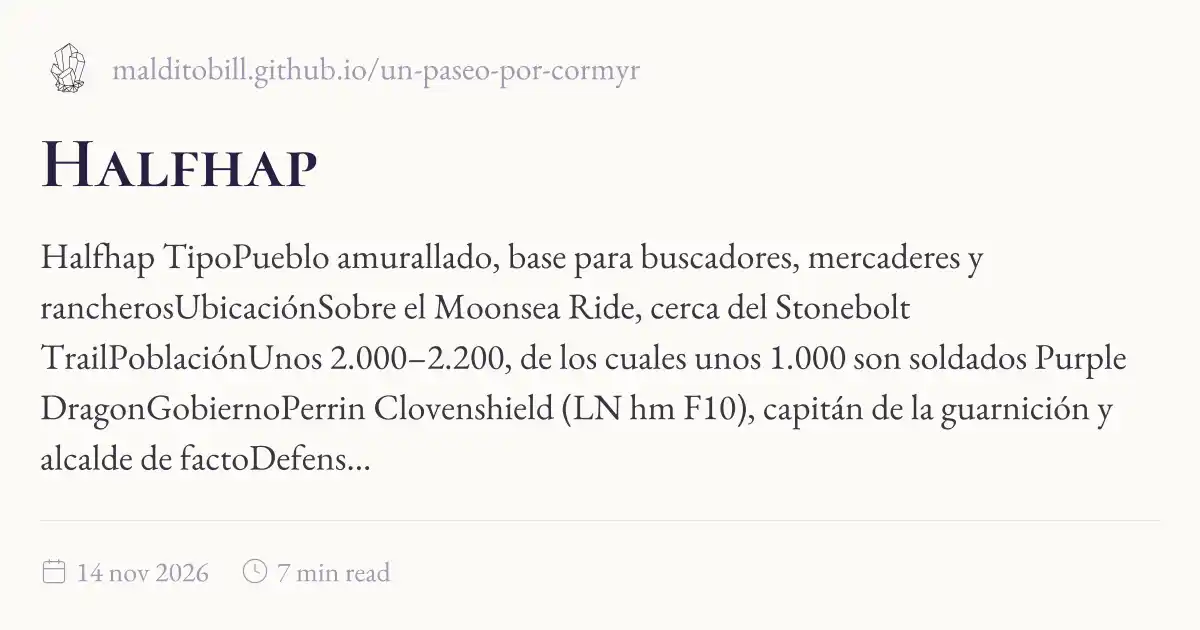 malditobill.github.io/un-paseo-por-cormyr
Halfhap
Halfhap TipoPueblo amurallado, base para buscadores, mercaderes y
rancherosUbicaciónSobre el Moonsea Ride, cerca del Stonebolt
TrailPoblaciónUnos 2.000–2.200, de los cuales unos 1.000 son soldados Purple
DragonGobiernoPerrin Clovenshield (LN hm F10), capitán de la guarnición y
alcalde de factoDefens...
14 nov 2026 7 min read